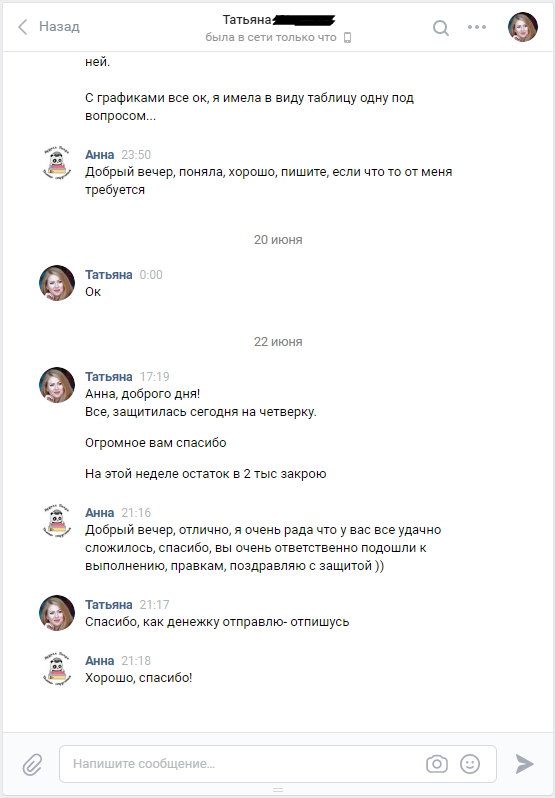 Назад
Татьяна
была в сети только что
ней.
С графиками все ок, я имела в виду таблицу одну под
вопросом...
Анна 23:50
Добрый вечер, поняла, хорошо, пишите, если что то от меня
требуется
20 июня
Татьяна 0:00
Ок
22 июня
Татьяна 17:19
Анна, доброго дня!
Все, защитилась сегодня на четверку.
Огромное вам спасибо
На этой неделе остаток в 2 тыс закрою
Анна 21:16
Добрый вечер, отлично, я очень рада что у вас все удачно
сложилось, спасибо, вы очень ответственно подошли к
выполнению, правкам, поздравляю с защитой ))
Татьяна 21:17
Спасибо, как денежку отправлю- отпишусь
Анна 21:18
Хорошо, спасибо!
Напишите сообщение...